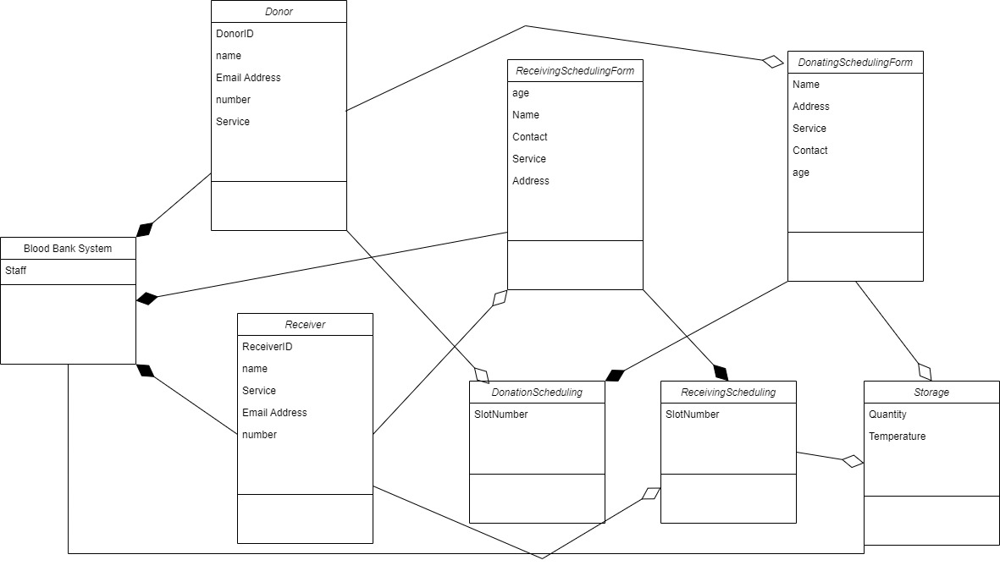 Donor
DonorID
name
Email Address
number
Service
ReceivingSchedulingForm
age
Name
Contact
Service
Address
DonatingSchedulingForm
Name
Address
Service
Contact
age
Blood Bank System
Staff
Receiver
ReceiverID
name
Service
Email Address
number
DonationScheduling
SlotNumber
ReceivingScheduling
SlotNumber
Storage
Quantity
Temperature